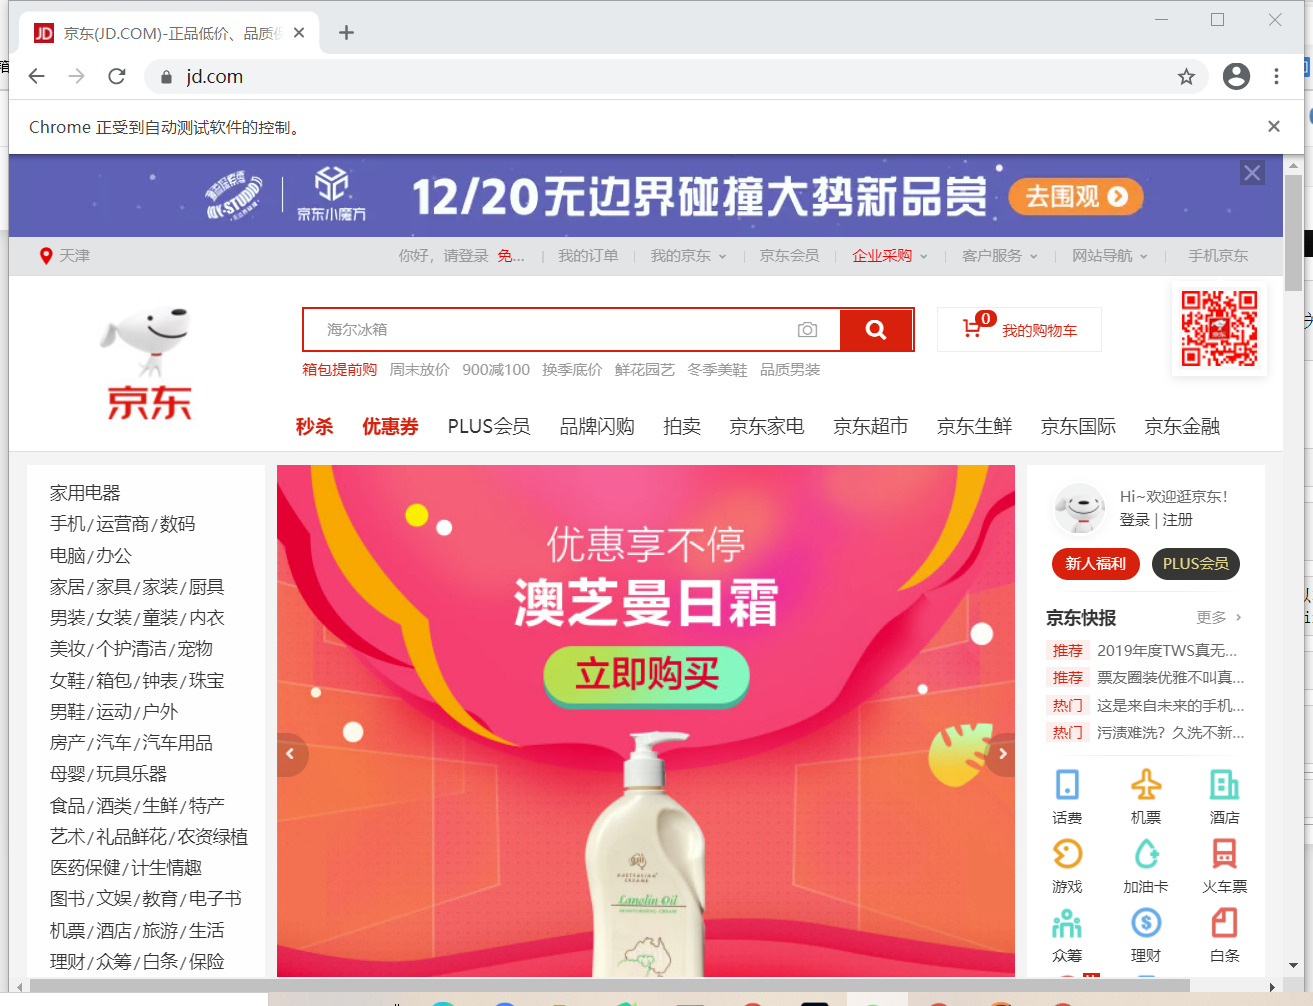 京东(JD.COM)-正品低价、品质
jd.com
Chrome 正受到自动测试软件的控制。
MY-STUDIO 京东小魔方 12/20无边界碰撞大势新品赏 去围观
天津 你好，请登录 免... 我的订单 我的京东 京东会员 企业采购 客户服务 网站导航 手机京东
海尔冰箱 0 我的购物车
箱包提前购 周末放价 900减100 换季底价 鲜花园艺 冬季美鞋 品质男装
京东
秒杀 优惠券 PLUS会员 品牌闪购 拍卖 京东家电 京东超市 京东生鲜 京东国际 京东金融
家用电器
手机/运营商/数码
电脑/办公
家居/家具/家装/厨具
男装/女装/童装/内衣
美妆/个护清洁/宠物
女鞋/箱包/钟表/珠宝
男鞋/运动/户外
房产/汽车/汽车用品
母婴/玩具乐器
食品/酒类/生鲜/特产
艺术/礼品鲜花/农资绿植
医药保健/计生情趣
图书/文娱/教育/电子书
机票/酒店/旅游/生活
理财/众筹/白条/保险
优惠享不停
澳芝曼日霜
立即购买
AUSTRALIAN
CREAMS
Lanolin Oil
MOISTURISING CREAM
Hi~欢迎逛京东!
登录 | 注册
新人福利 PLUS会员
京东快报 更多
推荐 2019年度TWS真无...
推荐 票友圈装优雅不叫真...
热门 这是来自未来的手机...
热门 污渍难洗？久洗不新...
话费 机票 酒店
游戏 加油卡 火车票
众筹 理财 白条